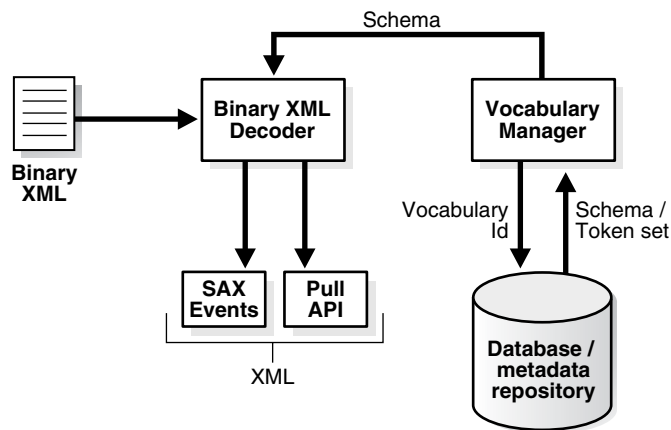 Schema
Binary XML
Decoder
Vocabulary
Manager
Binary
XML
Vocabulary
Id
Schema /
Token set
SAX
Events
Pull
API
XML
Database /
metadata
repository